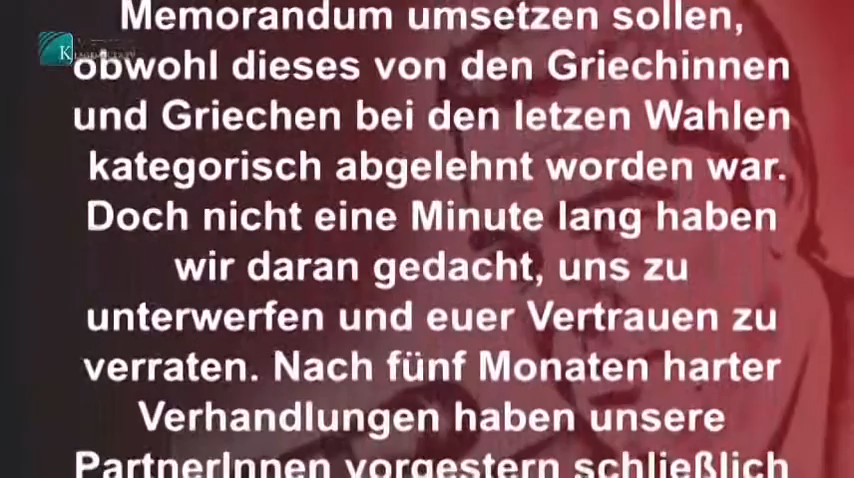 Memorandum umsetzen sollen,
K
obwohl dieses von den Griechinnen
und Griechen bei den letzen Wahlen
kategorisch abgelehnt worden war.
Doch nicht eine Minute lang haben
wir daran gedacht, uns zu
unterwerfen und euer Vertrauen zu
verraten. Nach fünf Monaten harter
Verhandlungen haben unsere
PartnerInnen vorgestern schließlich